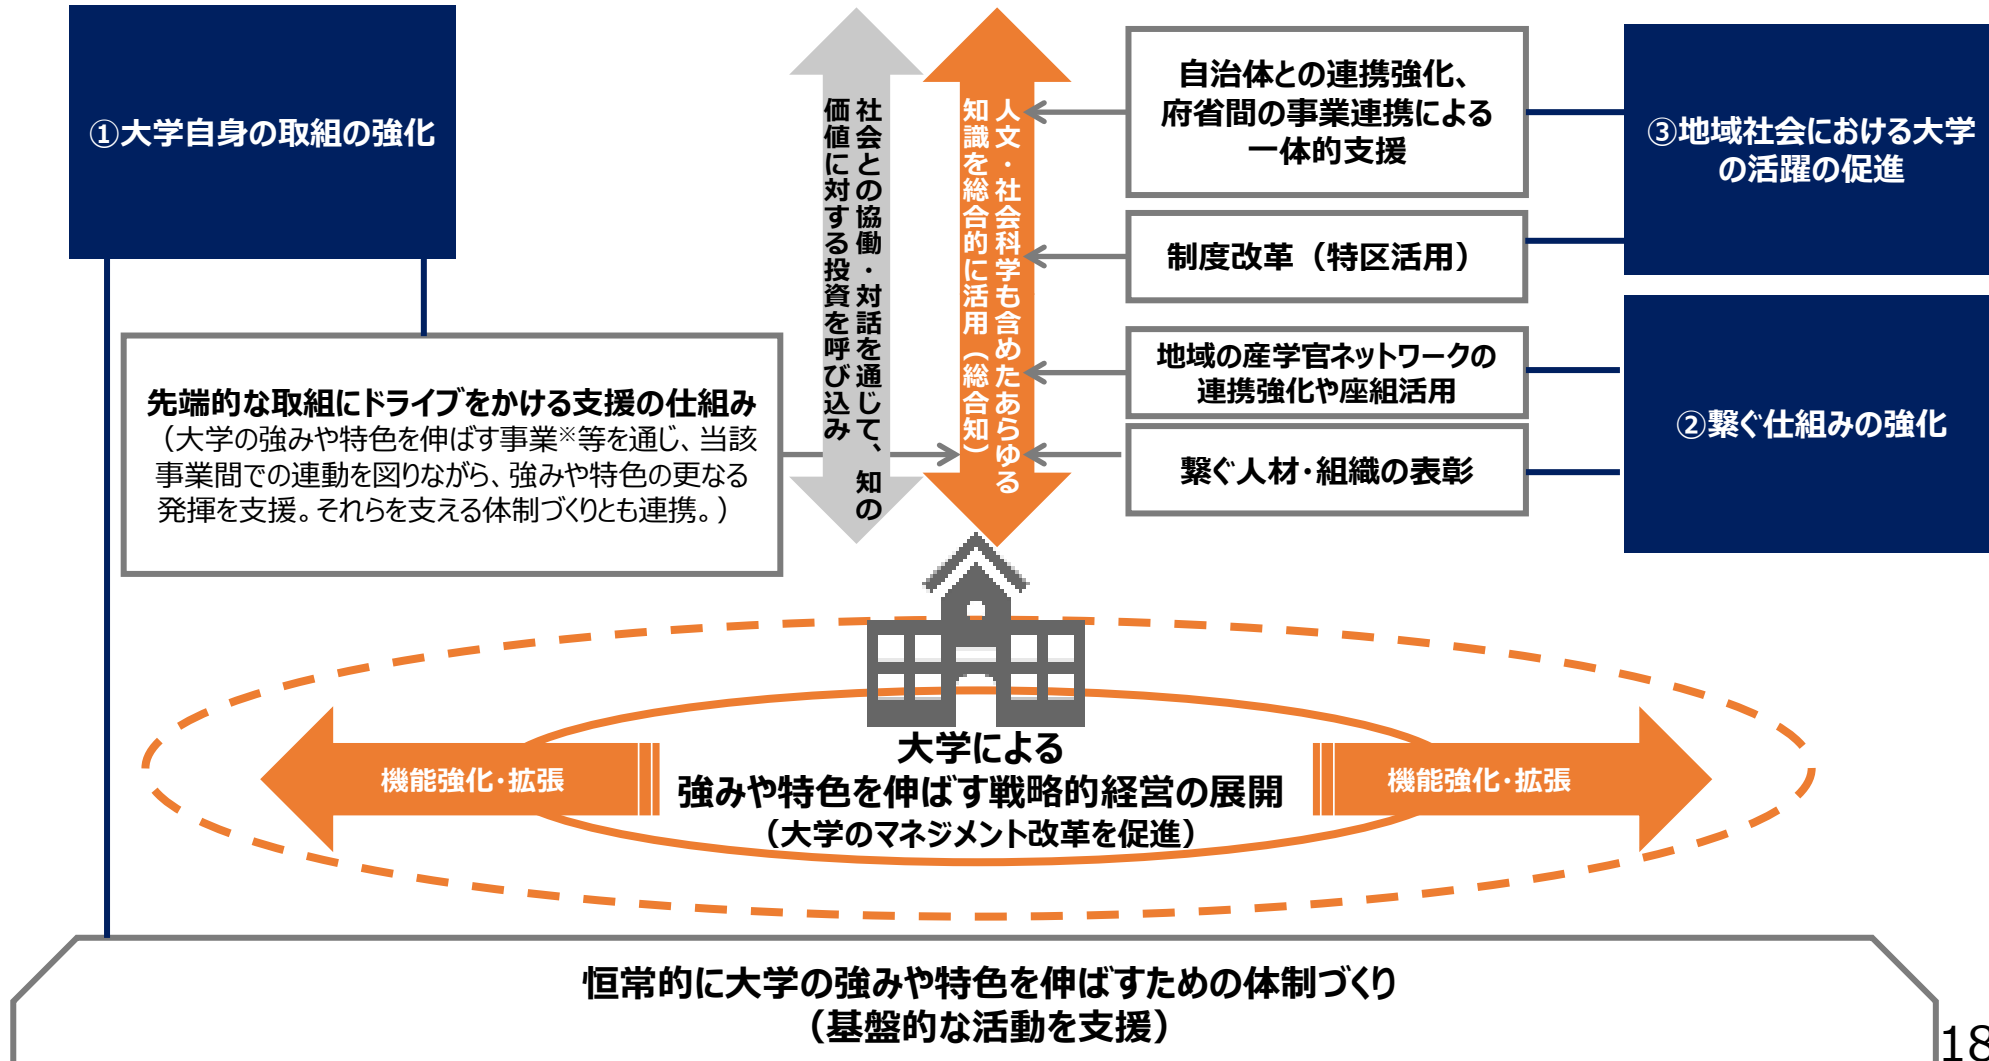 ①大学自身の取組の強化
先端的な取組にドライブをかける支援の仕組み
（大学の強みや特色を伸ばす事業※等を通じ、当該
事業間での連動を図りながら、強みや特色の更なる
発揮を支援。それらを支える体制づくりとも連携。）
社会との協働・対話を通じて、知の
価値に対する投資を呼び込み
人文・社会科学も含めたあらゆる
知識を総合的に活用（総合知）
自治体との連携強化、
府省間の事業連携による
一体的支援
制度改革（特区活用）
地域の産学官ネットワークの
連携強化や座組活用
繋ぐ人材・組織の表彰
③地域社会における大学
の活躍の促進
②繋ぐ仕組みの強化
機能強化・拡張
大学による
強みや特色を伸ばす戦略的経営の展開
（大学のマネジメント改革を促進）
機能強化・拡張
恒常的に大学の強みや特色を伸ばすための体制づくり
（基盤的な活動を支援）
18